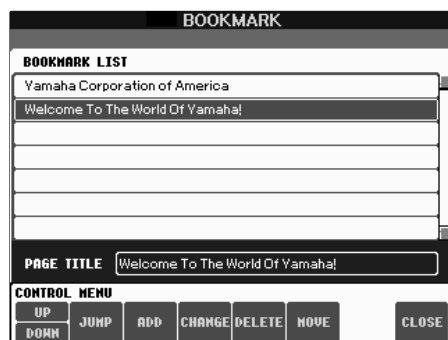 BOOKMARK
BOOKMARK LIST
Yamaha Corporation of America
Welcome To The World Of Yamaha!
PAGE TITLE Welcome To The World Of Yamaha!
CONTROL MENU
UP
DOWN
JUMP ADD CHANGE DELETE MOVE CLOSE